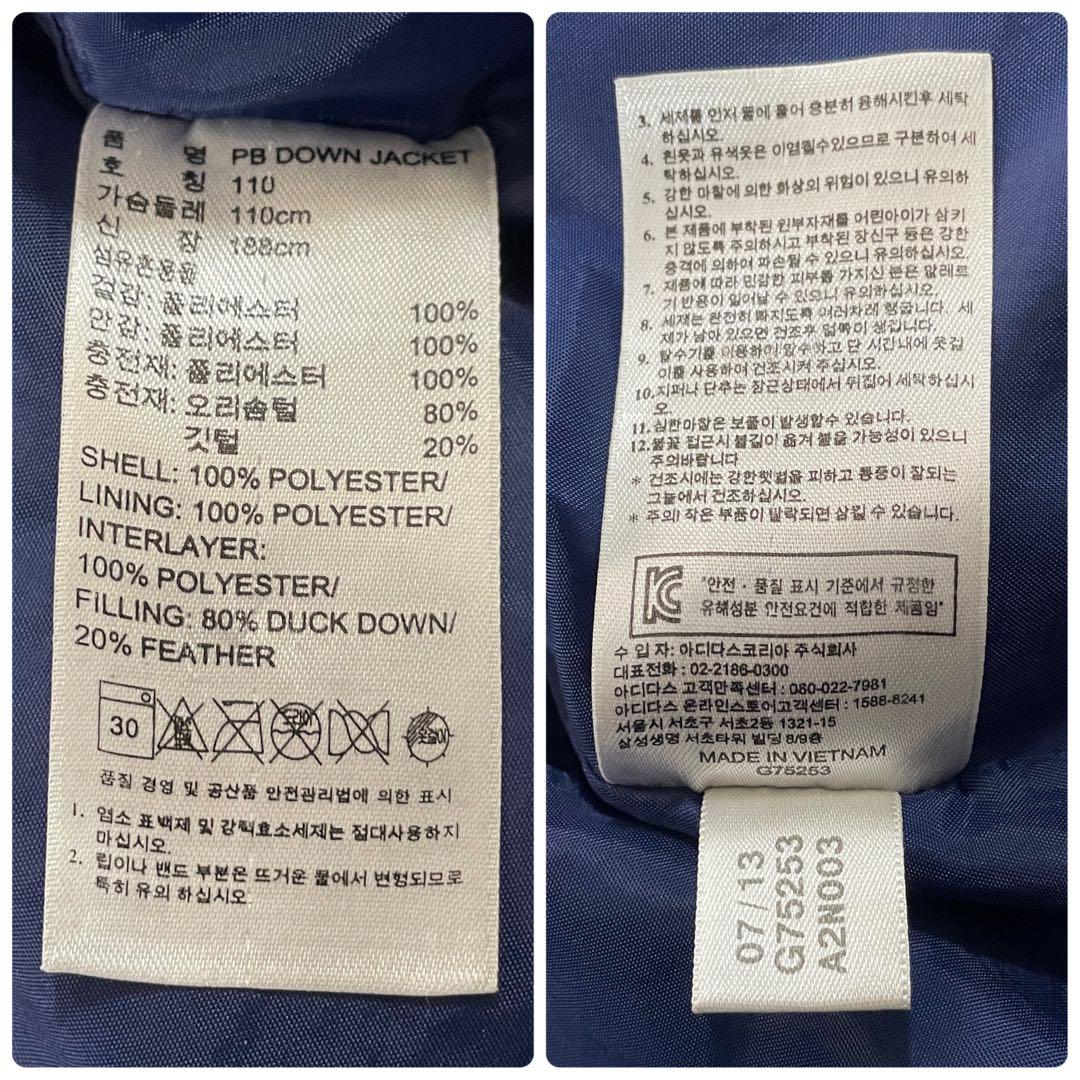 품 명 PB DOWN JACKET
호 칭 110
가슴둘레 110cm
신 장 188cm
섬유혼용율
겉감: 폴리에스터 100%
안감: 폴리에스터 100%
충전재: 폴리에스터 100%
충전재: 오리솜털 80%
깃털 20%
SHELL: 100% POLYESTER/
LINING: 100% POLYESTER/
INTERLAYER:
100% POLYESTER/
FILLING: 80% DUCK DOWN/
20% FEATHER
30
품질 경영 및 공산품 안전관리법에 의한 표시
1. 염소 표백제 및 강력효소세제는 절대사용하지
마십시오.
2. 립이나 밴드 부분은 뜨거운 물에서 변형되므로
특히 유의 하십시오.
3. 세제를 먼저 물에 풀어 충분히 용해시킨후 세탁
하십시오.
4. 흰옷과 유색옷은 이염될수있으므로 구분하여 세
탁하십시오.
5. 강한 마찰에 의한 화상의 위험이 있으니 유의하
십시오.
6. 본 제품에 부착된 원부자재를 어린아이가 삼키
지 않도록 주의하시고 부착된 장신구 등은 강한
충격에 의하여 파손될 수 있으니 유의하십시오.
7. 제품에 따라 민감한 피부를 가지신 분은 알레르
기 반응이 일어날 수 있으니 유의하십시오.
8. 세제는 완전히 빠지도록 여러차례 헹굽니다. 세
제가 남아 있으면 건조후 얼룩이 생깁니다.
9. 탈수기를 이용하여 탈수하고 단 시간내에 옷걸
이를 사용하여 건조시켜 주십시오.
10. 지퍼나 단추는 잠근상태에서 뒤집어 세탁하십시
오.
11. 심한마찰은 보풀이 발생할수 있습니다.
12. 불꽃 접근시 불길이 옮겨 붙을 가능성이 있으니
주의바랍니다
* 건조시에는 강한햇볕을 피하고 통풍이 잘되는
그늘에서 건조하십시오.
* 주의! 작은 부품이 탈락되면 삼킬 수 있습니다.
KC "안전·품질 표시 기준에서 규정한
유해성분 안전요건에 적합한 제품임"
수 입 자: 아디다스코리아 주식회사
대표전화 : 02-2186-0300
아디다스 고객만족센터 : 080-022-7981
아디다스 온라인스토어고객센터 : 1588-8241
서울시 서초구 서초2동 1321-15
삼성생명 서초타워 빌딩 8/9층
MADE IN VIETNAM
G75253
07/13
G75253
A2N003